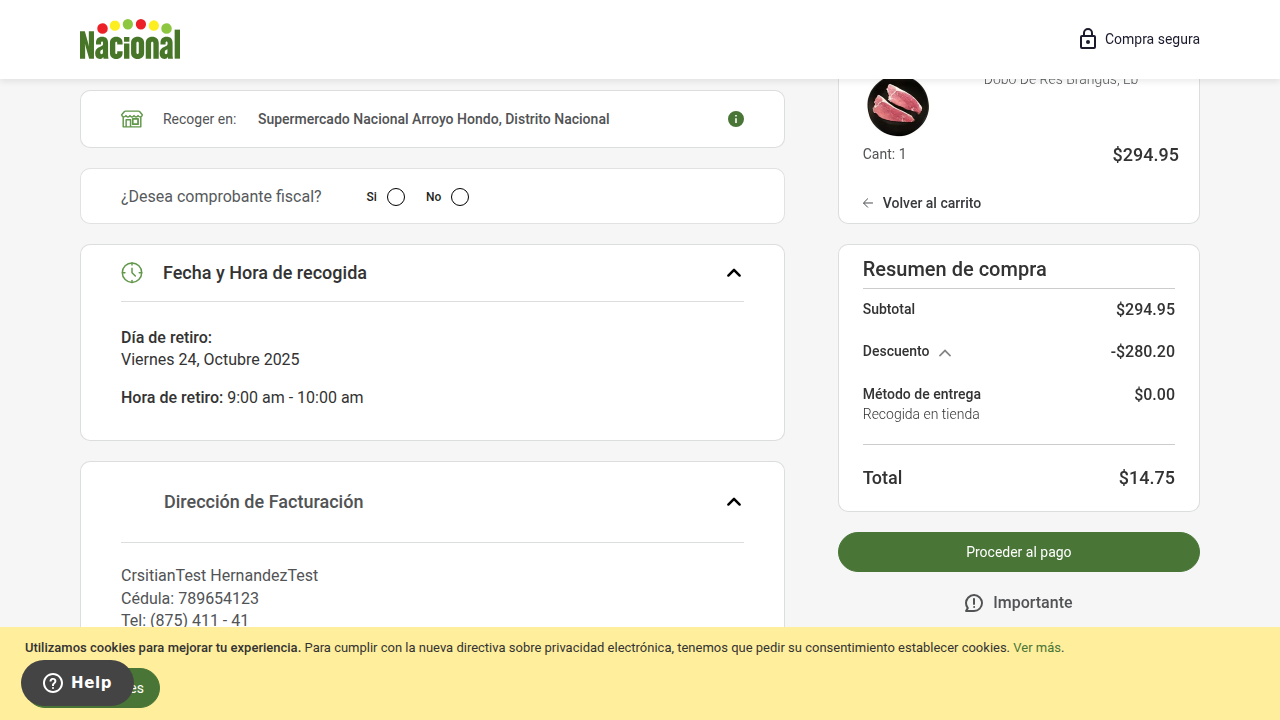 Nacional
Compra segura
Recoger en: Supermercado Nacional Arroyo Hondo, Distrito Nacional
¿Desea comprobante fiscal? Si No
Fecha y Hora de recogida
Día de retiro:
Viernes 24, Octubre 2025
Hora de retiro: 9:00 am - 10:00 am
Dirección de Facturación
CrsitianTest HernandezTest
Cédula: 789654123
Tel: (875) 411 - 41
Bobo De Res Brangus, Lb
Cant: 1 $294.95
Volver al carrito
Resumen de compra
Subtotal $294.95
Descuento -$280.20
Método de entrega $0.00
Recogida en tienda
Total $14.75
Proceder al pago
Importante
Utilizamos cookies para mejorar tu experiencia. Para cumplir con la nueva directiva sobre privacidad electrónica, tenemos que pedir su consentimiento establecer cookies. Ver más.
Help